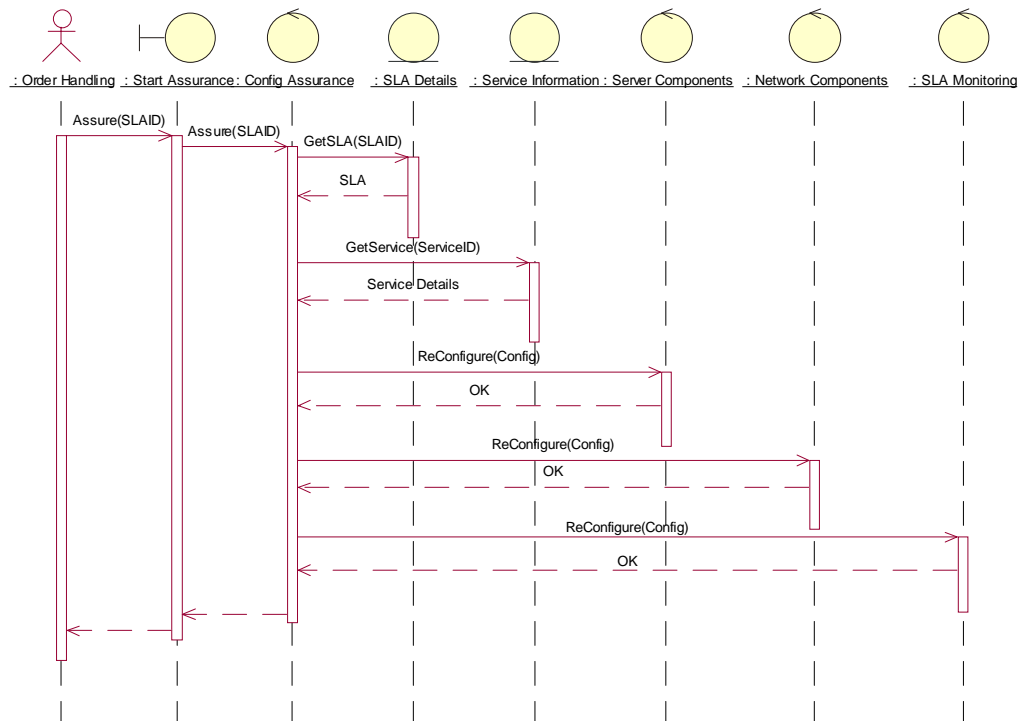 : Order Handling : Start Assurance : Config Assurance : SLA Details : Service Information : Server Components : Network Components : SLA Monitoring
Assure(SLAID)
Assure(SLAID)
GetSLA(SLAID)
SLA
GetService(ServiceID)
Service Details
ReConfigure(Config)
OK
ReConfigure(Config)
OK
ReConfigure(Config)
OK